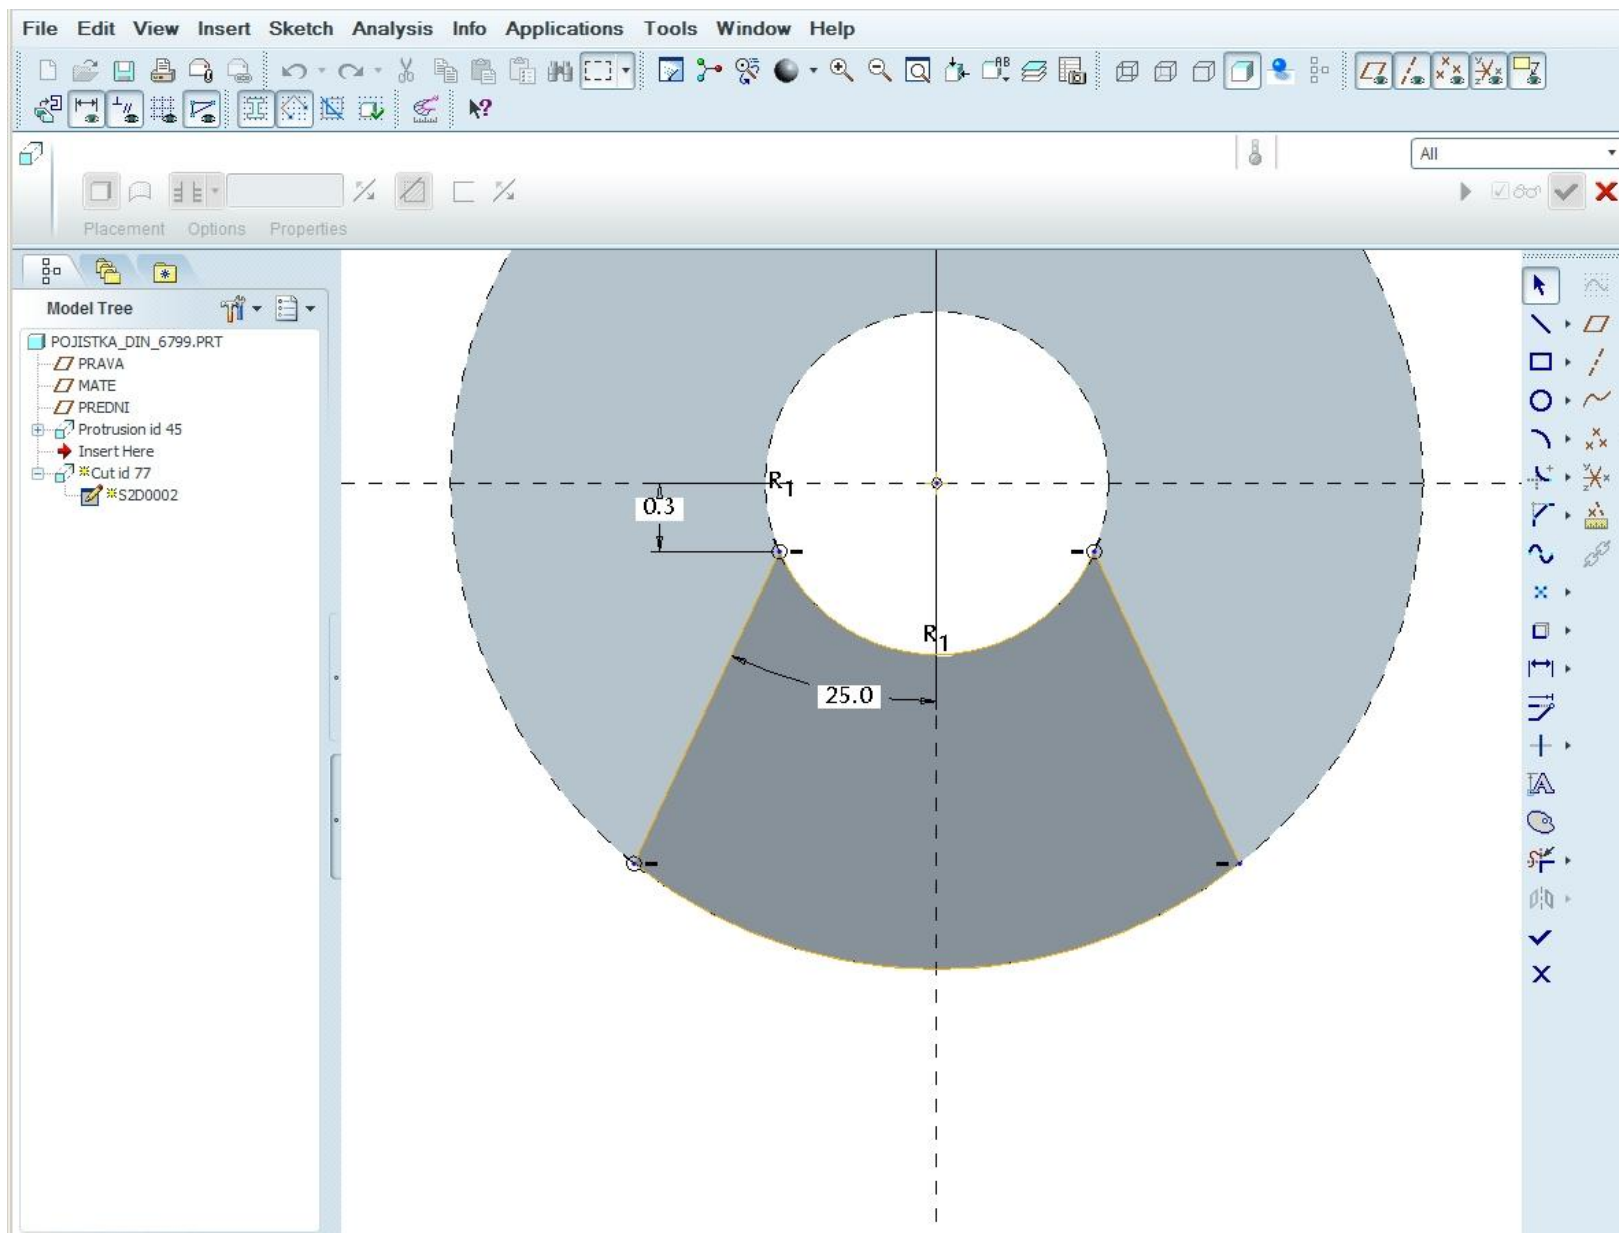 File Edit View Insert Sketch Analysis Info Applications Tools Window Help
All
Placement Options Properties
Model Tree
POJISTKA_DIN_6799.PRT
PRAVA
MATE
PREDNI
Protrusion id 45
Insert Here
Cut id 77
S2D0002
R1
0.3
R1
25.0